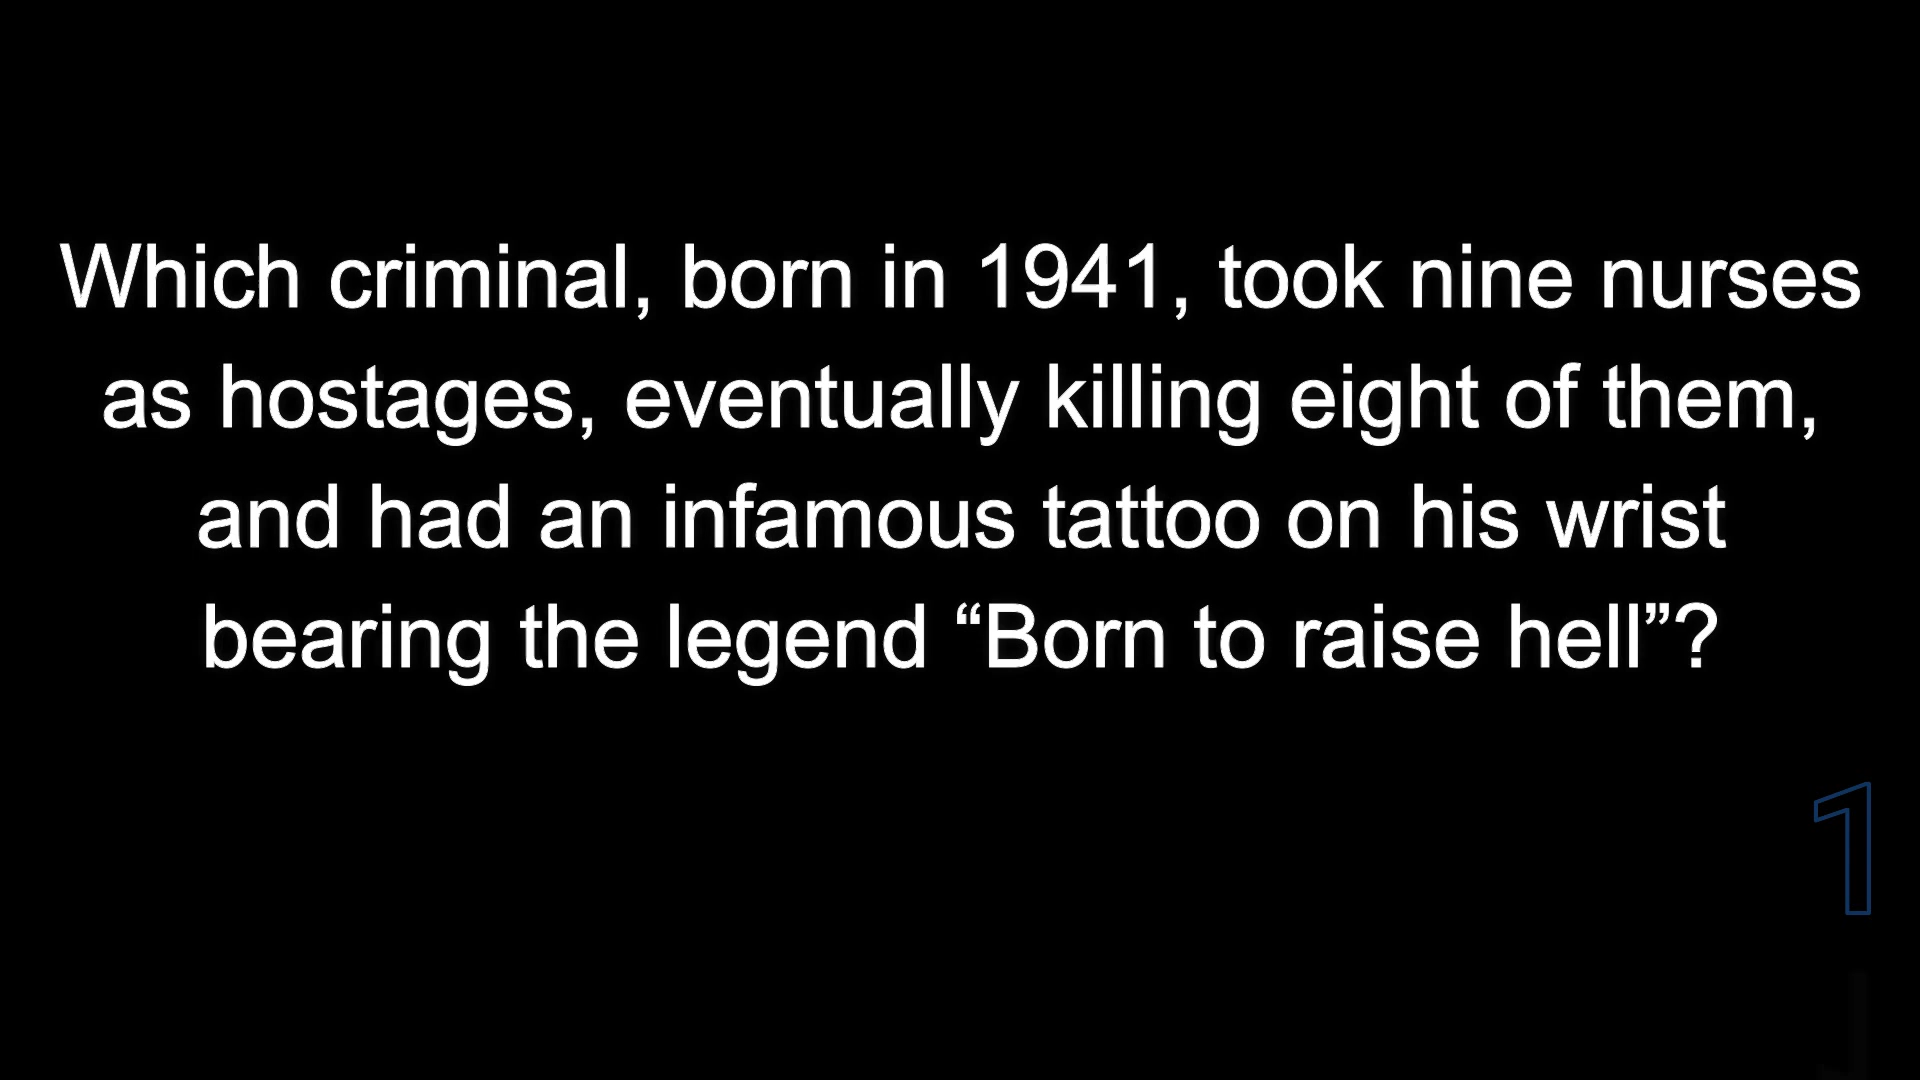 Which criminal, born in 1941, took nine nurses
as hostages, eventually killing eight of them,
and had an infamous tattoo on his wrist
bearing the legend “Born to raise hell”?
1